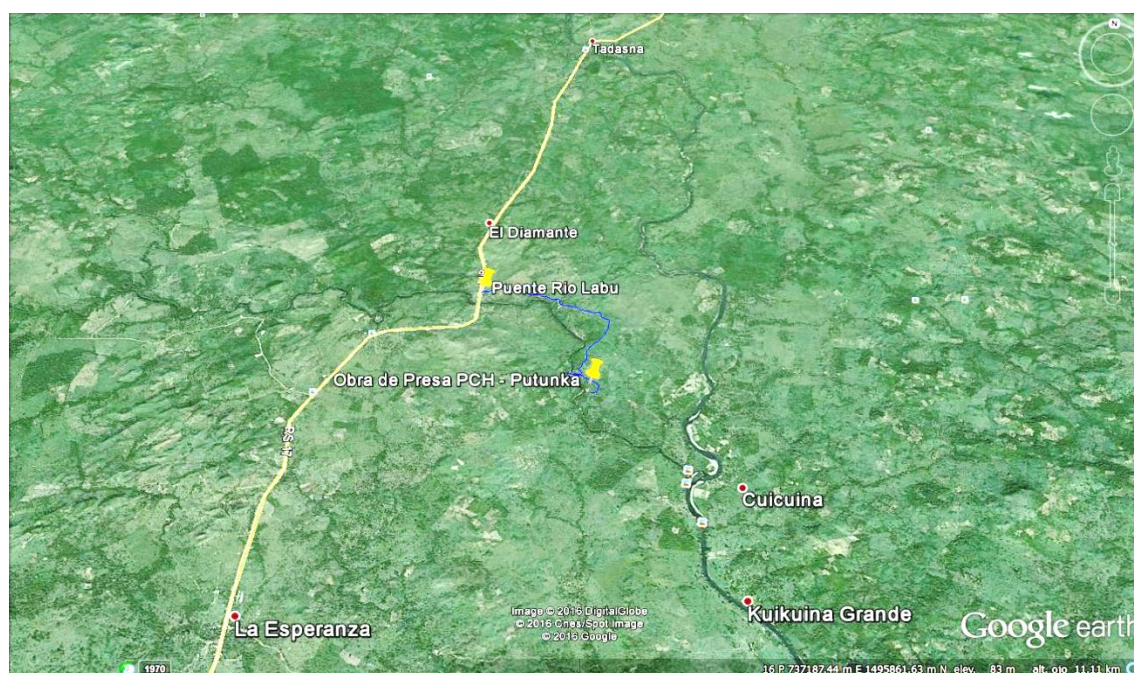 N
Tadasna
El Diamante
Puente Rio Labu
Obra de Presa PCH - Putunka
RS 17
Cuicuina
Kuikuina Grande
La Esperanza
Image © 2016 DigitalGlobe
© 2016 Cnes/Spot Image
© 2016 Google
Google earth
1970
16 P 737187.44 m E 1495861.63 m N elev. 83 m alt. ojo 11.11 km